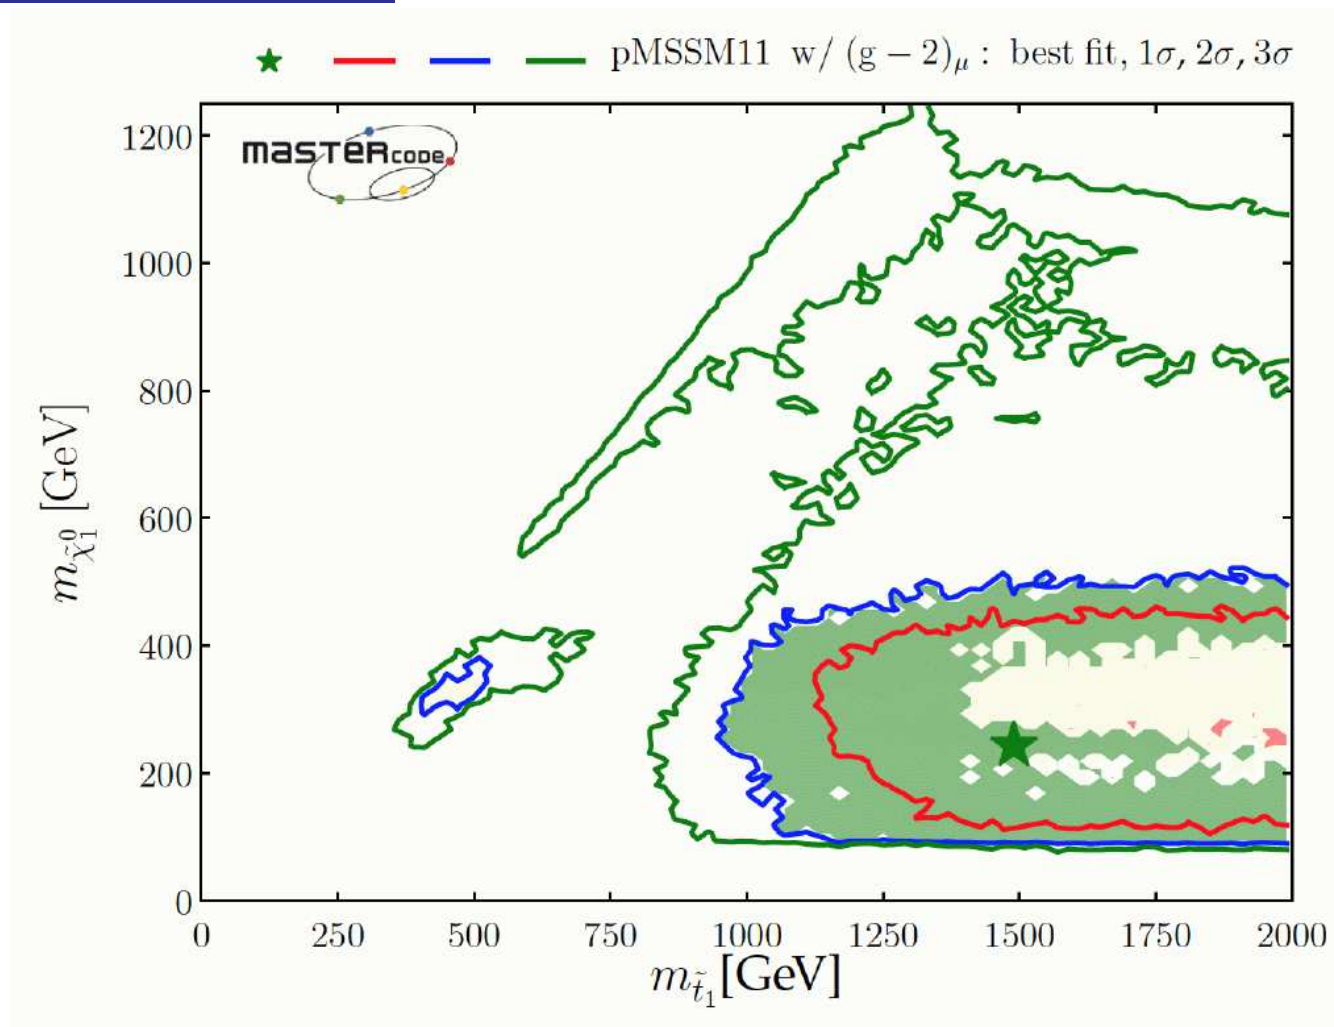 pMSSM11 w/ (g − 2)μ : best fit, 1σ, 2σ, 3σ
MASTERCODE
1200
1000
800
600
400
200
0
m_χ̃⁰₁ [GeV]
0 250 500 750 1000 1250 1500 1750 2000
m_t̃₁ [GeV]